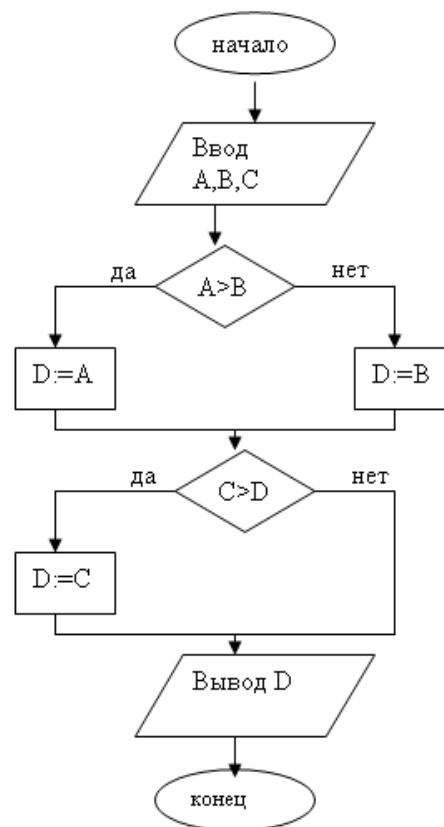 начало
Ввод
A,B,C
да
A>B
нет
D:=A
D:=B
да
C>D
нет
D:=C
Вывод D
конец